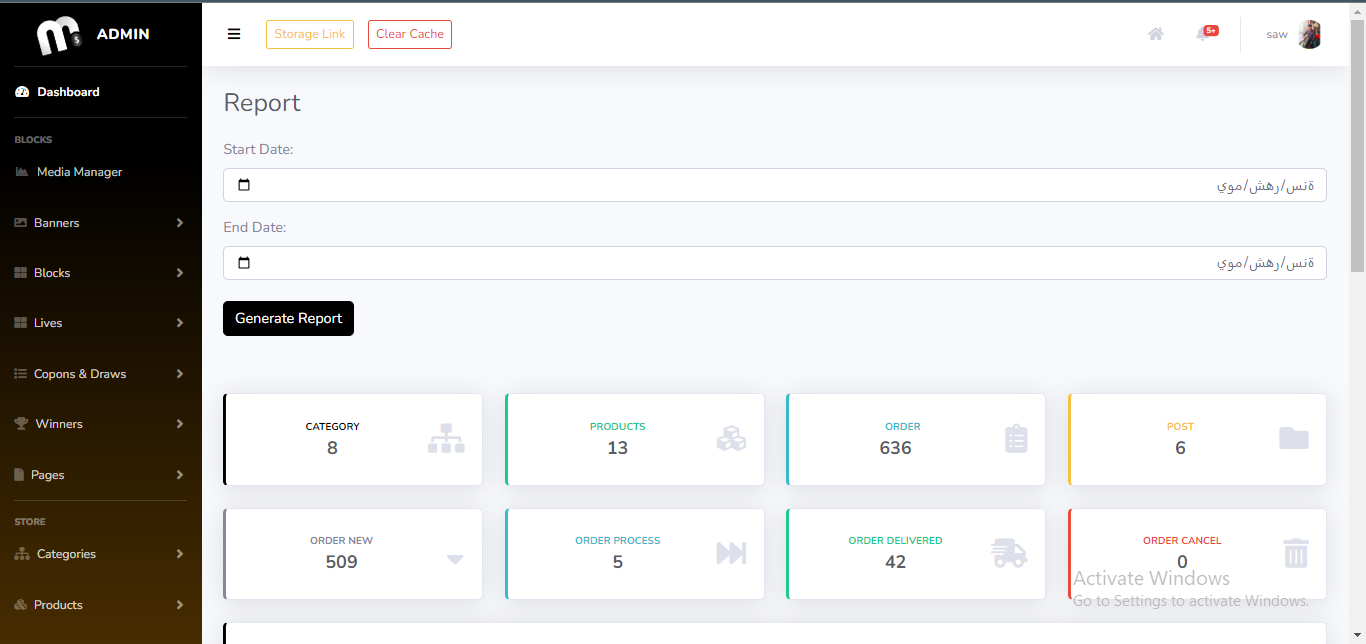 ADMIN
Storage Link
Clear Cache
5+
saw
Dashboard
BLOCKS
Media Manager
Banners
Blocks
Lives
Copons & Draws
Winners
Pages
STORE
Categories
Products
Report
Start Date:
ةنس/رهش/موي
End Date:
ةنس/رهش/موي
Generate Report
CATEGORY
8
PRODUCTS
13
ORDER
636
POST
6
ORDER NEW
509
ORDER PROCESS
5
ORDER DELIVERED
42
ORDER CANCEL
0
Activate Windows
Go to Settings to activate Windows.